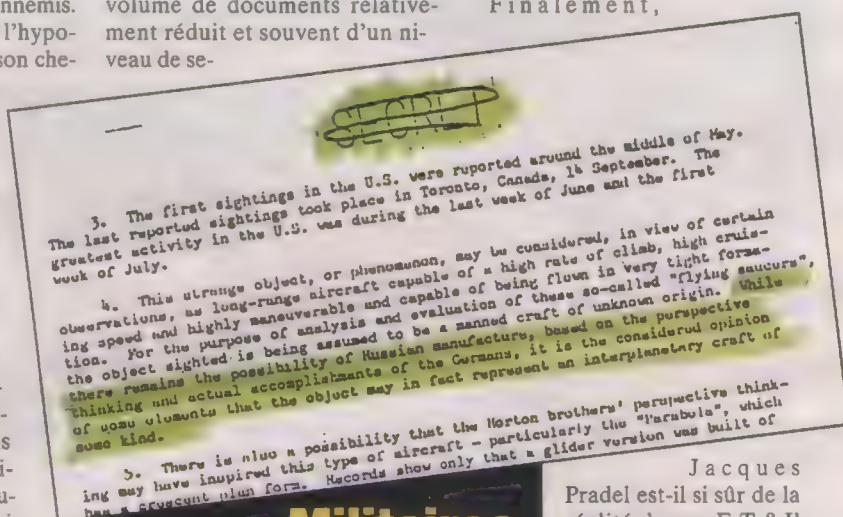 nnemis.
l'hypo-
son che-
volume de documents relative-
ment réduit et souvent d'un ni-
veau de se-
Finalement,
3. The first sightings in the U.S. were reported around the middle of May.
The last reported sightings took place in Toronto, Canada, 14 September. The
greatest activity in the U.S. was during the last week of June and the first
week of July.
4. This strange object, or phenomenon, may be considered, in view of certain
observations, as long-range aircraft capable of a high rate of climb, high cruis-
ing speed and highly maneuverable and capable of being flown in very tight forma-
tion. For the purpose of analysis and evaluation of these so-called "flying saucers",
the object sighted is being assumed to be a manned craft of unknown origin. While
there remains the possibility of Russian manufacture, based on the perspective
thinking and actual accomplishments of the Germans, it is the considered opinion
of some elements that the object may in fact represent an interplanetary craft of
some kind.
5. There is also a possibility that the Horton brothers' perspective think-
ing may have inspired this type of aircraft - particularly the "Parabola", which
has a crescent plan form. Records show only that a glider version was built of
Jacques
Pradel est-il si sûr de la